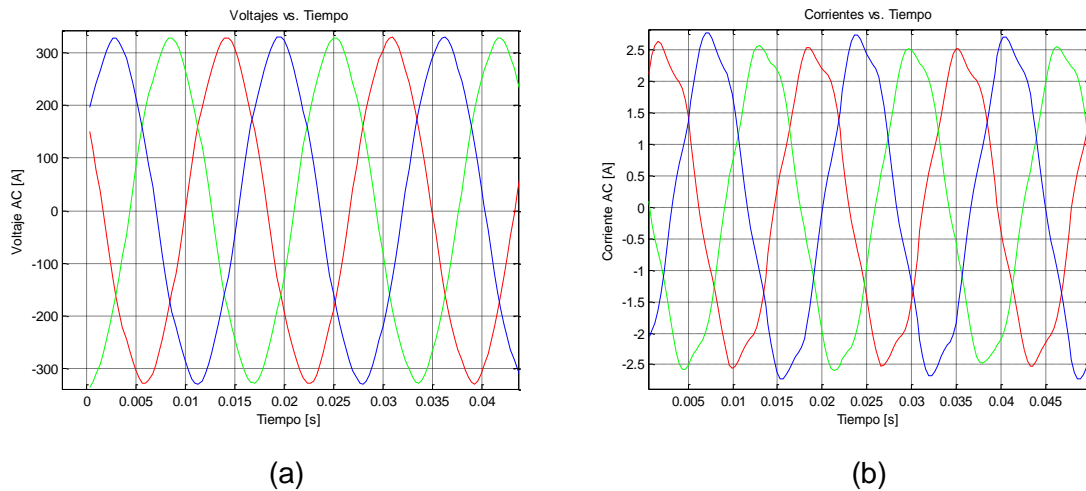 Voltajes vs. Tiempo
300
200
100
0
-100
-200
-300
Voltaje AC [A]
0 0.005 0.01 0.015 0.02 0.025 0.03 0.035 0.04
Tiempo [s]
(a)
Corrientes vs. Tiempo
2.5
2
1.5
1
0.5
0
-0.5
-1
-1.5
-2
-2.5
Corriente AC [A]
0.005 0.01 0.015 0.02 0.025 0.03 0.035 0.04 0.045
Tiempo [s]
(b)